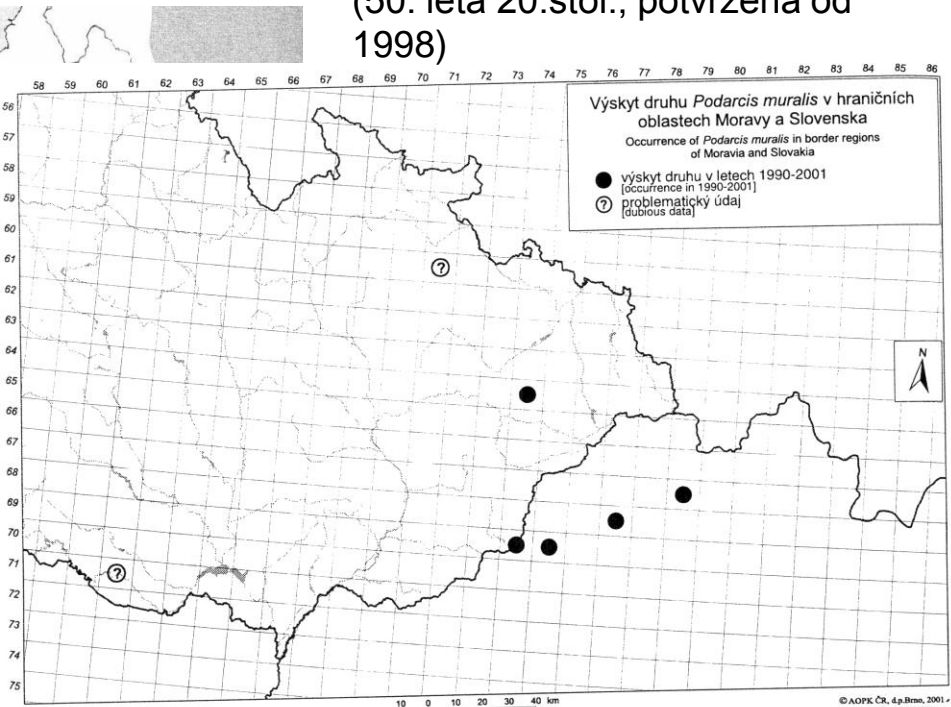 (50. léta 20.stol., potvrzena od
1998)
58 59 60 61 62 63 64 65 66 67 68 69 70 71 72 73 74 75 76 77 78 79 80 81 82 83 84 85 86
Výskyt druhu Podarcis muralis v hraničních
oblastech Moravy a Slovenska
Occurrence of Podarcis muralis in border regions
of Moravia and Slovakia
výskyt druhu v letech 1990-2001
[occurrence in 1990-2001]
? problematický údaj
[dubious data]
56
57
58
59
60
61
62
63
64
65
66
67
68
69
70
71
72
73
74
75
?
N
?
10 0 10 20 30 40 km
© AOPK ČR, d.p.Brno, 2001